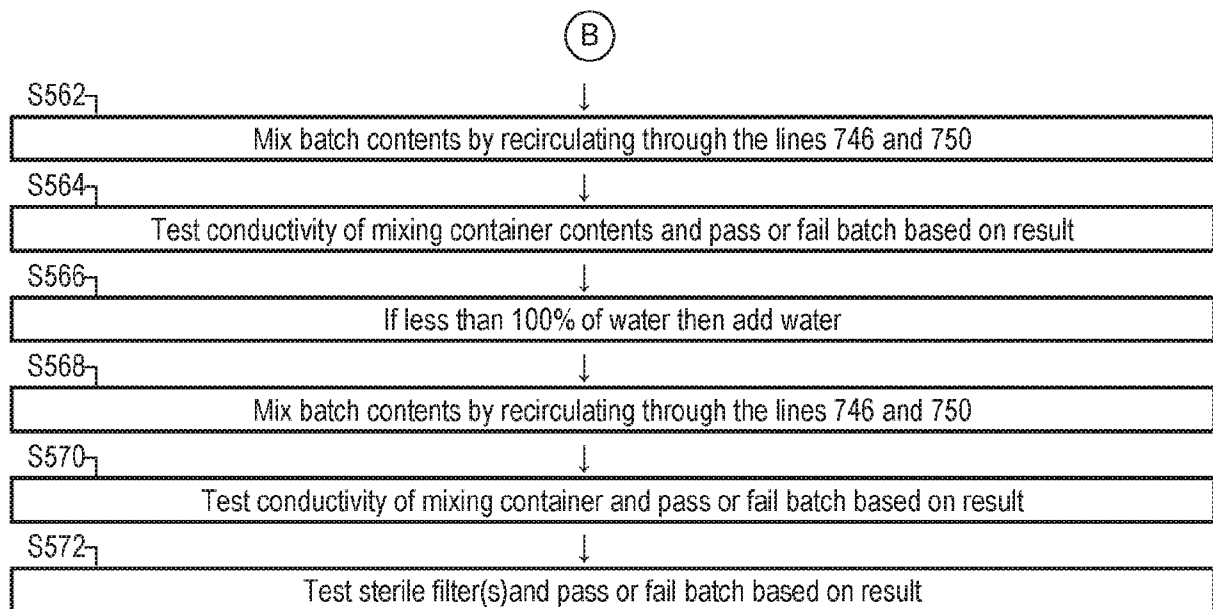 B
S562
Mix batch contents by recirculating through the lines 746 and 750
S564
Test conductivity of mixing container contents and pass or fail batch based on result
S566
If less than 100% of water then add water
S568
Mix batch contents by recirculating through the lines 746 and 750
S570
Test conductivity of mixing container and pass or fail batch based on result
S572
Test sterile filter(s)and pass or fail batch based on result